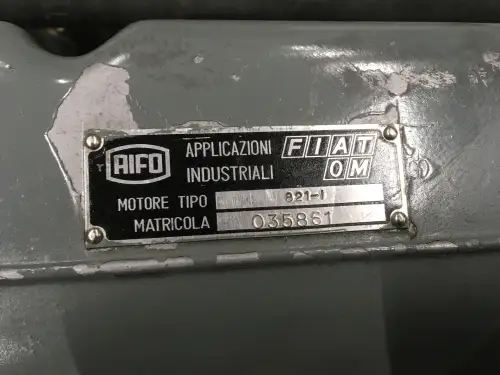 AIFO APPLICAZIONI FIAT
INDUSTRIALI OM
MOTORE TIPO 821-I
MATRICOLA 035861